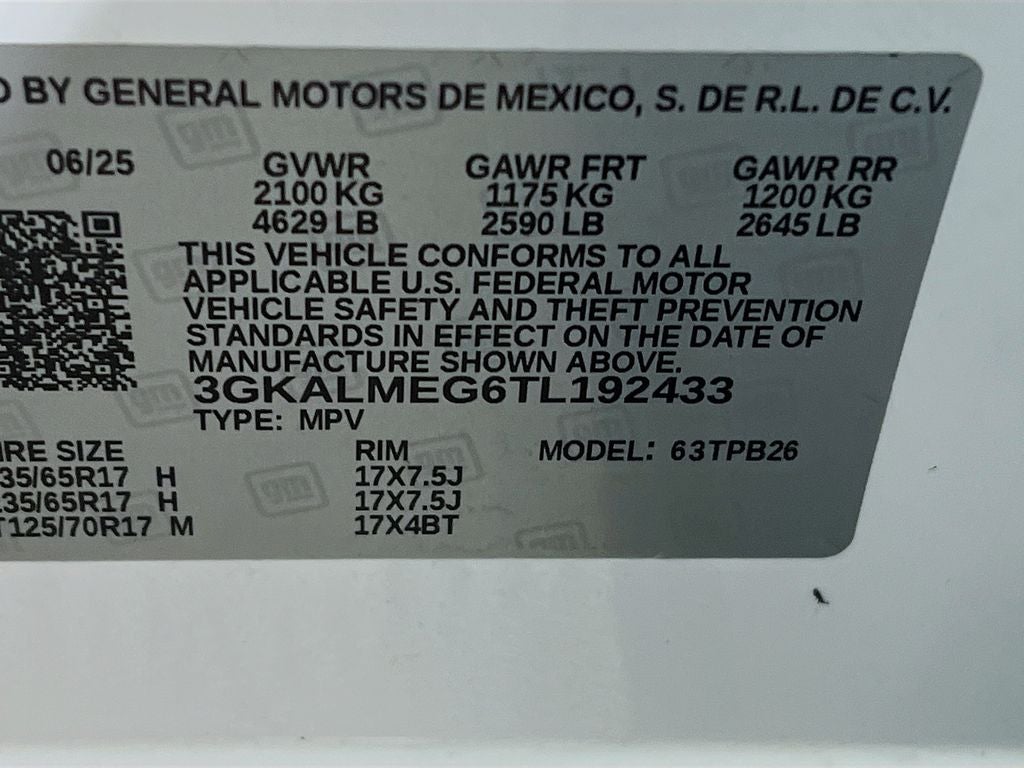 D BY GENERAL MOTORS DE MEXICO, S. DE R.L. DE C.V.
06/25 GVWR GAWR FRT GAWR RR
2100 KG 1175 KG 1200 KG
4629 LB 2590 LB 2645 LB
THIS VEHICLE CONFORMS TO ALL
APPLICABLE U.S. FEDERAL MOTOR
VEHICLE SAFETY AND THEFT PREVENTION
STANDARDS IN EFFECT ON THE DATE OF
MANUFACTURE SHOWN ABOVE.
3GKALMEG6TL192433
TYPE: MPV
IRE SIZE RIM MODEL: 63TPB26
35/65R17 H 17X7.5J
235/65R17 H 17X7.5J
T125/70R17 M 17X4BT